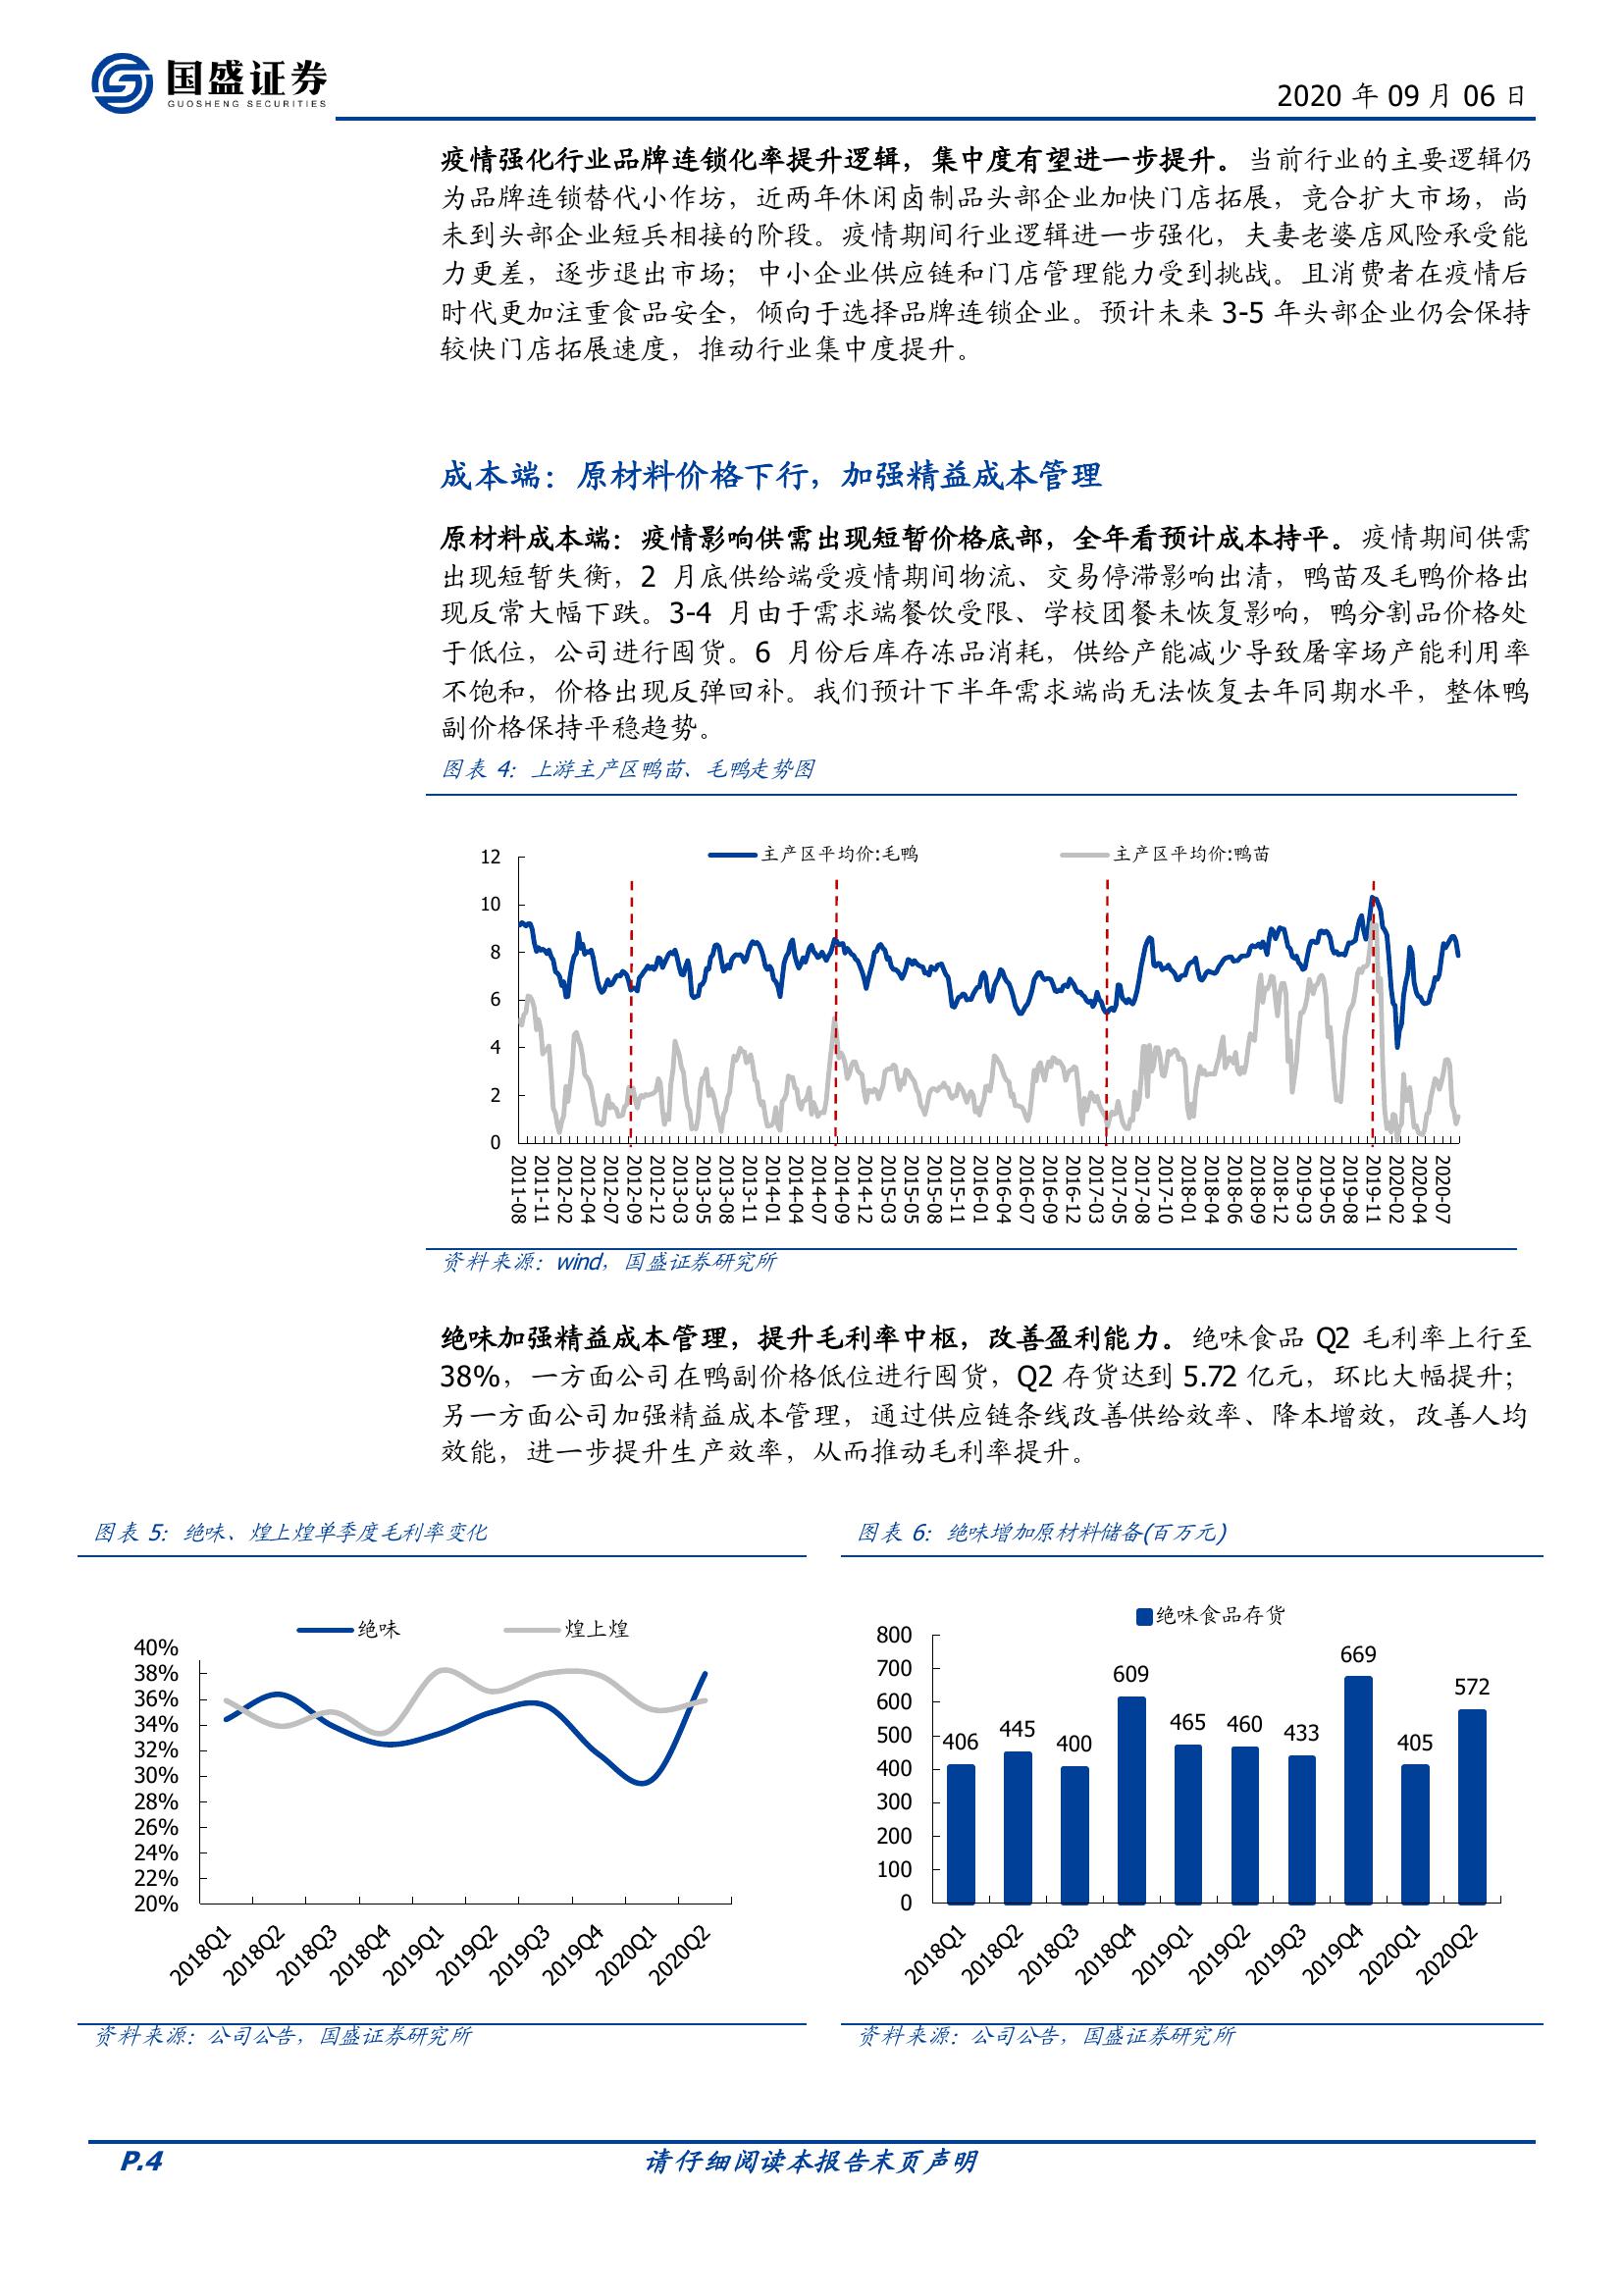 国盛证券
GUOSHENG SECURITIES
2020 年 09 月 06 日
疫情强化行业品牌连锁化率提升逻辑，集中度有望进一步提升。当前行业的主要逻辑仍
为品牌连锁替代小作坊，近两年休闲卤制品头部企业加快门店拓展，竞合扩大市场，尚
未到头部企业短兵相接的阶段。疫情期间行业逻辑进一步强化，夫妻老婆店风险承受能
力更差，逐步退出市场；中小企业供应链和门店管理能力受到挑战。且消费者在疫情后
时代更加注重食品安全，倾向于选择品牌连锁企业。预计未来 3-5 年头部企业仍会保持
较快门店拓展速度，推动行业集中度提升。
成本端：原材料价格下行，加强精益成本管理
原材料成本端：疫情影响供需出现短暂价格底部，全年看预计成本持平。疫情期间供需
出现短暂失衡，2 月底供给端受疫情期间物流、交易停滞影响出清，鸭苗及毛鸭价格出
现反常大幅下跌。3-4 月由于需求端餐饮受限、学校团餐未恢复影响，鸭分割品价格处
于低位，公司进行囤货。6 月份后库存冻品消耗，供给产能减少导致屠宰场产能利用率
不饱和，价格出现反弹回补。我们预计下半年需求端尚无法恢复去年同期水平，整体鸭
副价格保持平稳趋势。
图表 4：上游主产区鸭苗、毛鸭走势图
主产区平均价:毛鸭
主产区平均价:鸭苗
12
10
8
6
4
2
0
2011-08
2011-11
2012-02
2012-04
2012-07
2012-09
2012-12
2013-03
2013-05
2013-08
2013-11
2014-01
2014-04
2014-07
2014-09
2014-12
2015-03
2015-05
2015-08
2015-11
2016-01
2016-04
2016-07
2016-09
2016-12
2017-03
2017-05
2017-08
2017-10
2018-01
2018-04
2018-06
2018-09
2018-12
2019-03
2019-05
2019-08
2019-11
2020-02
2020-04
2020-07
资料来源：wind，国盛证券研究所
绝味加强精益成本管理，提升毛利率中枢，改善盈利能力。绝味食品 Q2 毛利率上行至
38%，一方面公司在鸭副价格低位进行囤货，Q2 存货达到 5.72 亿元，环比大幅提升；
另一方面公司加强精益成本管理，通过供应链条线改善供给效率、降本增效，改善人均
效能，进一步提升生产效率，从而推动毛利率提升。
图表 5：绝味、煌上煌单季度毛利率变化
绝味
煌上煌
40%
38%
36%
34%
32%
30%
28%
26%
24%
22%
20%
2018Q1
2018Q2
2018Q3
2018Q4
2019Q1
2019Q2
2019Q3
2019Q4
2020Q1
2020Q2
资料来源：公司公告，国盛证券研究所
图表 6：绝味增加原材料储备(百万元)
绝味食品存货
800
700
600
500
400
300
200
100
0
406
445
400
609
465
460
433
669
405
572
2018Q1
2018Q2
2018Q3
2018Q4
2019Q1
2019Q2
2019Q3
2019Q4
2020Q1
2020Q2
资料来源：公司公告，国盛证券研究所
P.4
请仔细阅读本报告末页声明